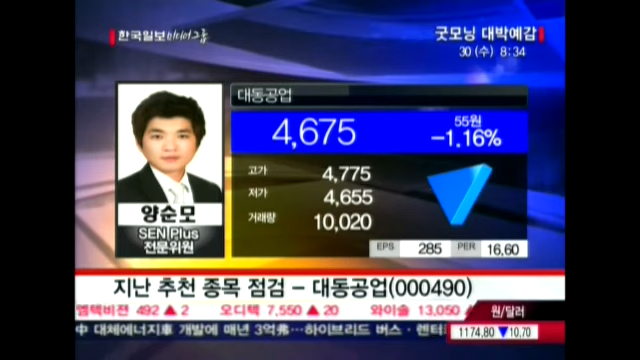 한국일보 미디어그룹
굿모닝 대박예감
30 (수) 8:34
대동공업
4,675
55원
-1.16%
고가 4,775
저가 4,655
거래량 10,020
EPS 285 PER 16,60
양순모
SEN Plus
전문위원
지난 추천 종목 점검 - 대동공업(000490)
엠텍비젼 492 ▲ 2 오디텍 7,550 ▲ 20 와이솔 13,050 ▲
원/달러
中 대체에너지車 개발에 매년 3억弗...하이브리드 버스·렌터
1174,80 ▼10,70